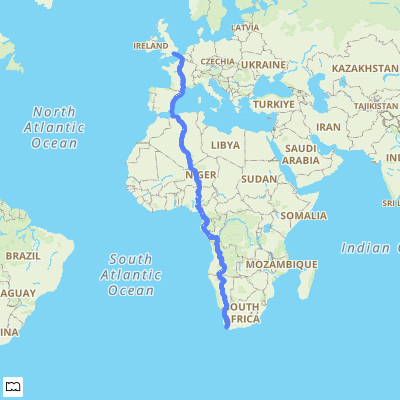 LATVIA
IRELAND
CZECHIA
UKRAINE
KAZAKHSTAN
TÜRKIYE
TAJIKISTAN
North
Atlantic
Ocean
IRAN
LIBYA
SAUDI
ARABIA
IN
NIGER
SUDAN
SRI L
SOMALIA
BRAZIL
South
Atlantic
Ocean
Indian O
MOZAMBIQUE
AGUAY
SOUTH
AFRICA
INA